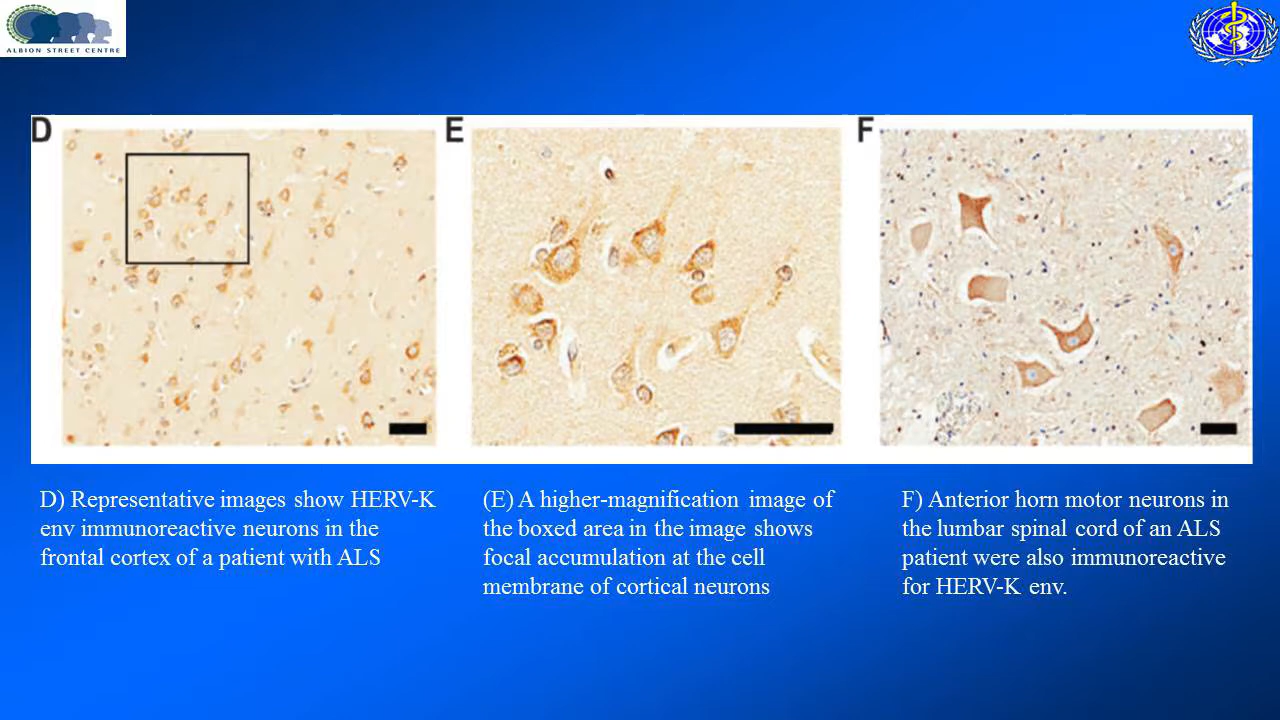 ALBION STREET CENTRE
D
E
F
D) Representative images show HERV-K
env immunoreactive neurons in the
frontal cortex of a patient with ALS
(E) A higher-magnification image of
the boxed area in the image shows
focal accumulation at the cell
membrane of cortical neurons
F) Anterior horn motor neurons in
the lumbar spinal cord of an ALS
patient were also immunoreactive
for HERV-K env.